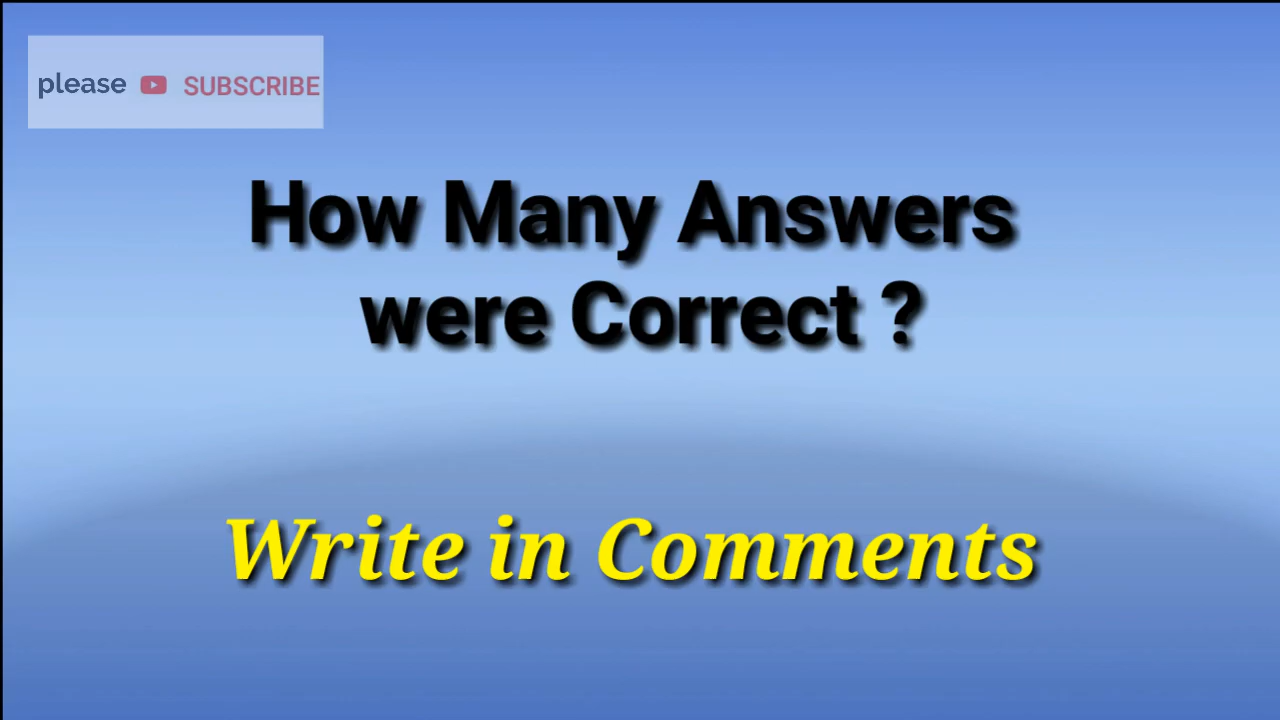 please SUBSCRIBE
How Many Answers
were Correct ?
Write in Comments